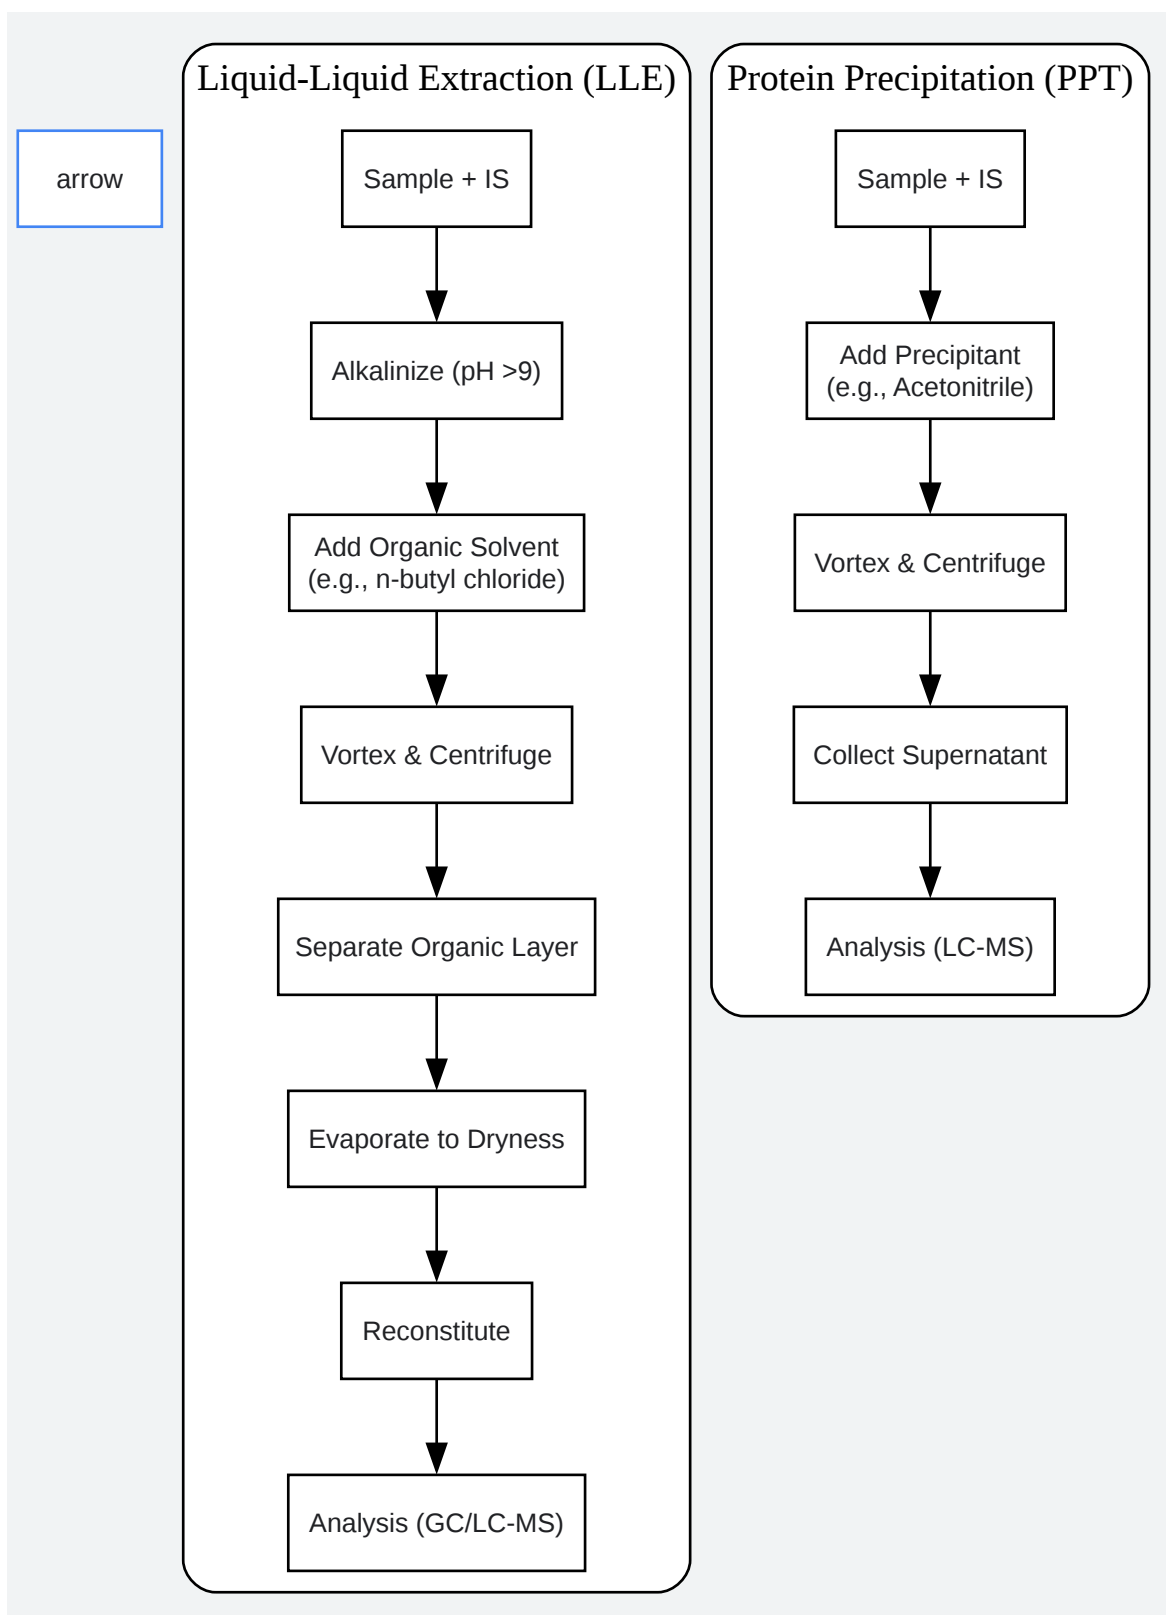 arrow
Liquid-Liquid Extraction (LLE)
Sample + IS
Alkalinize (pH >9)
Add Organic Solvent
(e.g., n-butyl chloride)
Vortex & Centrifuge
Separate Organic Layer
Evaporate to Dryness
Reconstitute
Analysis (GC/LC-MS)
Protein Precipitation (PPT)
Sample + IS
Add Precipitant
(e.g., Acetonitrile)
Vortex & Centrifuge
Collect Supernatant
Analysis (LC-MS)